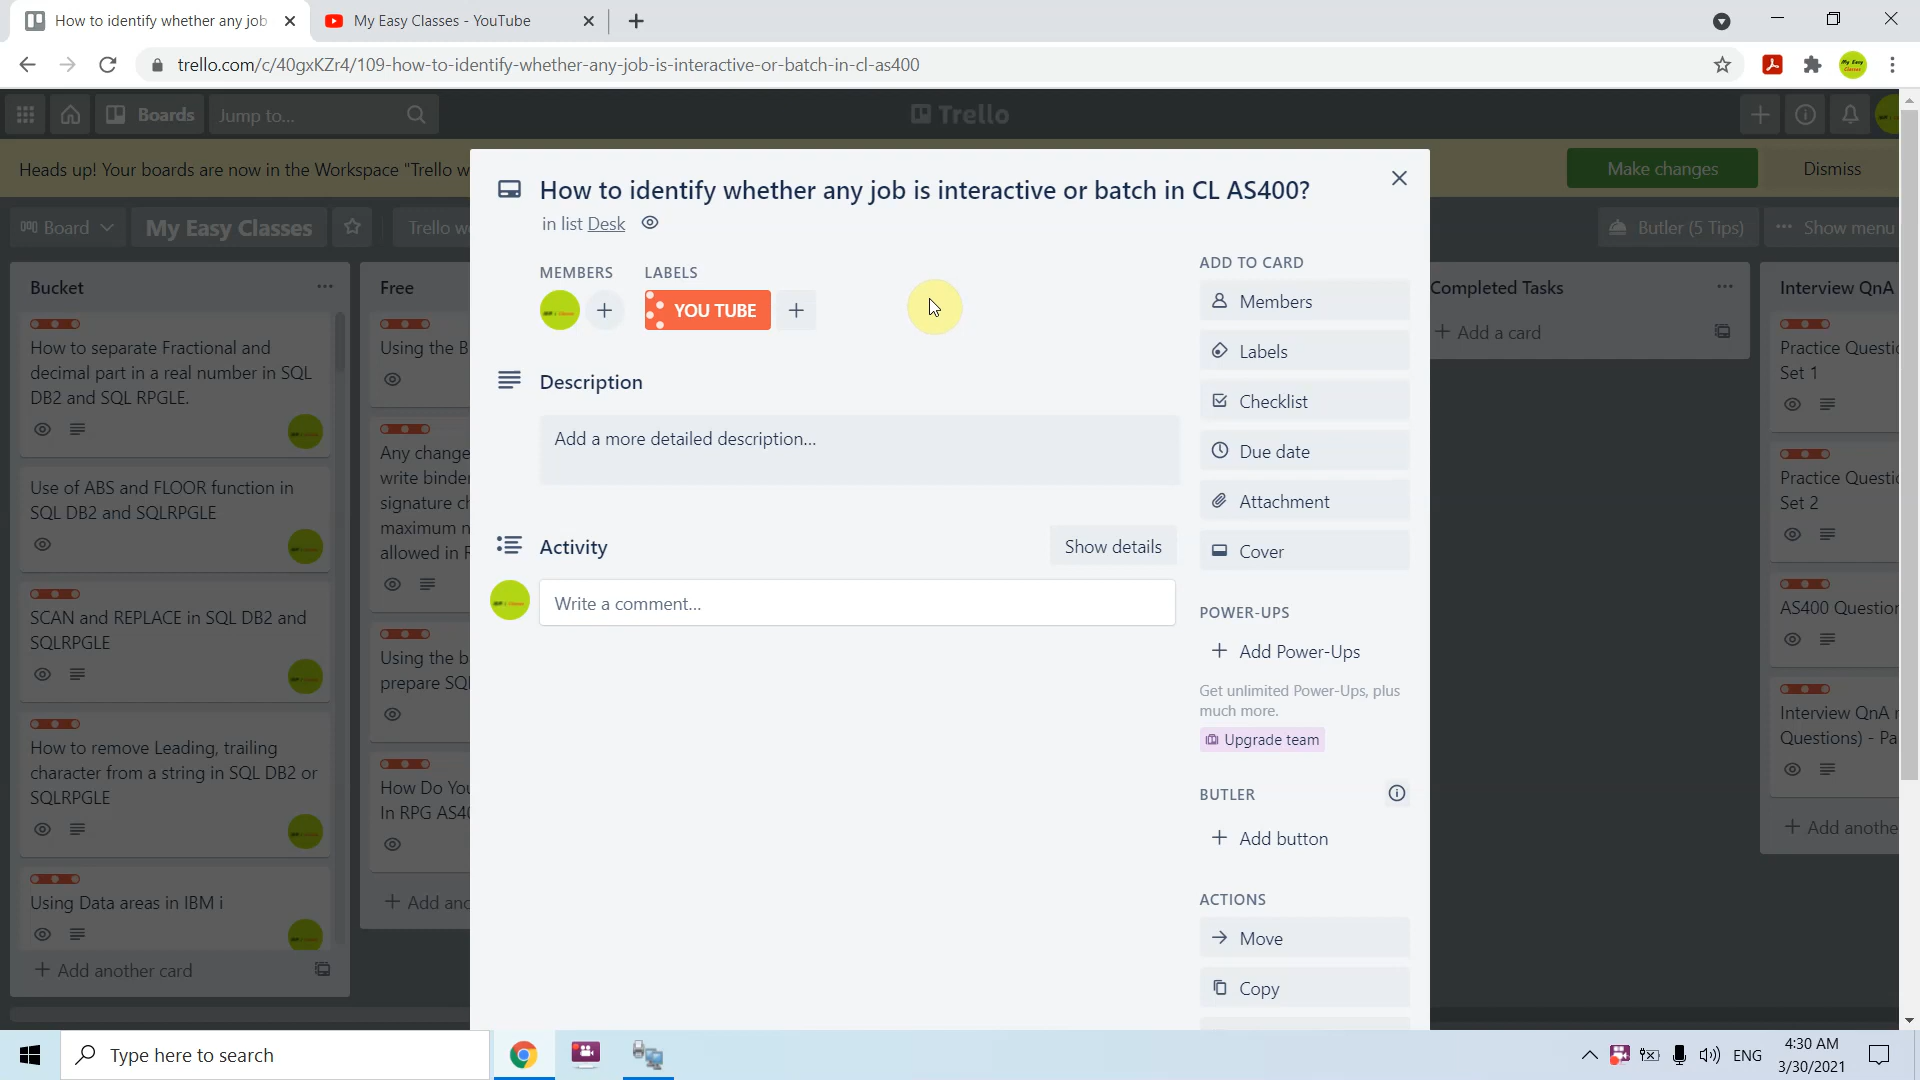 How to identify whether any job
My Easy Classes - YouTube
trello.com/c/40gxKZr4/109-how-to-identify-whether-any-job-is-interactive-or-batch-in-cl-as400
Boards
Jump to...
Trello
Heads up! Your boards are now in the Workspace "Trello w
Make changes
Dismiss
Board
My Easy Classes
Trello w
Butler (5 Tips)
Show menu
Bucket
How to separate Fractional and
decimal part in a real number in SQL
DB2 and SQL RPGLE.
Use of ABS and FLOOR function in
SQL DB2 and SQLRPGLE
SCAN and REPLACE in SQL DB2 and
SQLRPGLE
How to remove Leading, trailing
character from a string in SQL DB2 or
SQLRPGLE
Using Data areas in IBM i
Add another card
Free
Using the B
Any change
write binde
signature c
maximum n
allowed in R
Using the b
prepare SQ
How Do You
In RPG AS40
Add an
How to identify whether any job is interactive or batch in CL AS400?
in list Desk
MEMBERS
LABELS
YOU TUBE
Description
Add a more detailed description...
Activity
Show details
Write a comment...
ADD TO CARD
Members
Labels
Checklist
Due date
Attachment
Cover
POWER-UPS
Add Power-Ups
Get unlimited Power-Ups, plus
much more.
Upgrade team
BUTLER
Add button
ACTIONS
Move
Copy
Completed Tasks
Add a card
Interview QnA
Practice Questi
Set 1
Practice Questi
Set 2
AS400 Question
Interview QnA
Questions) - Pa
Add anothe
Type here to search
ENG
4:30 AM
3/30/2021